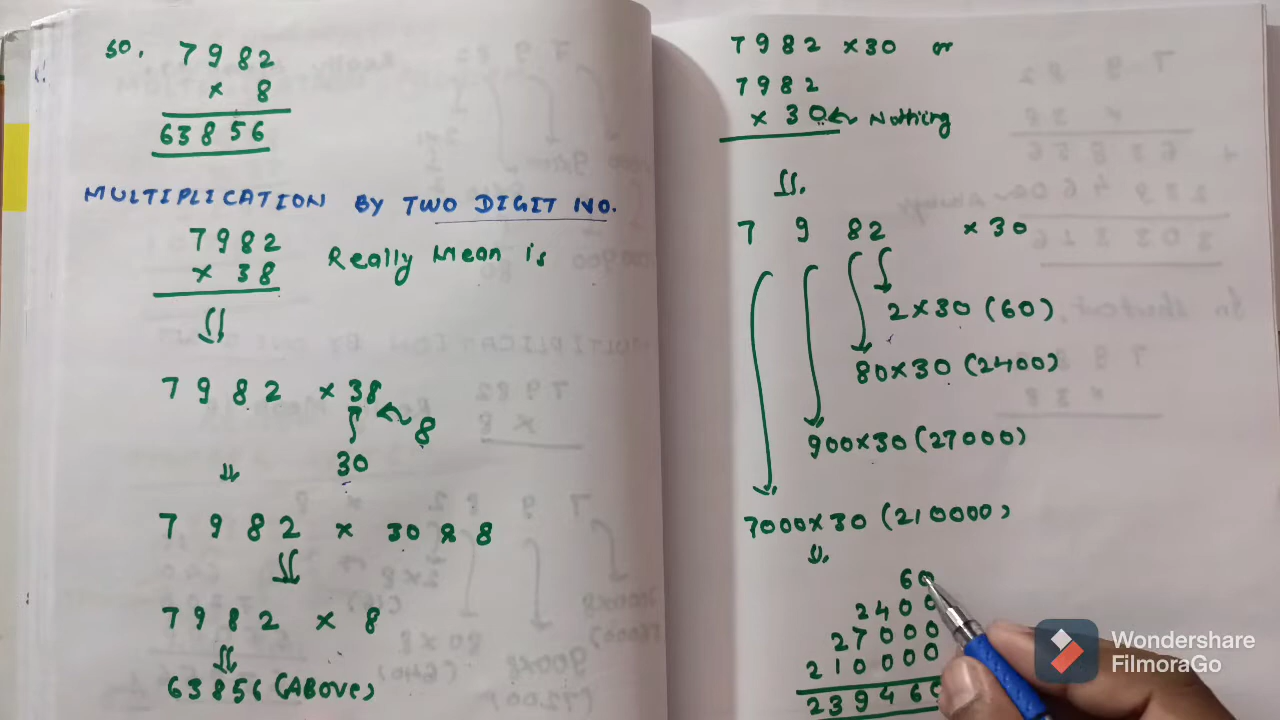 so. 7982
× 8
63856
MULTIPLICATION BY TWO DIGIT NO.
7982
× 38
Really Mean is
7982 × 38
8
30
7982 × 30 & 8
7982 × 8
63856 (ABOVE)
7982 × 30 or
7982
× 30 ← Nothing
7 9 82 × 30
2×30 (60)
80×30 (2400)
900×30 (27000)
7000×30 (210000)
60
2400
27000
210000
239460
Wondershare
FilmoraGo